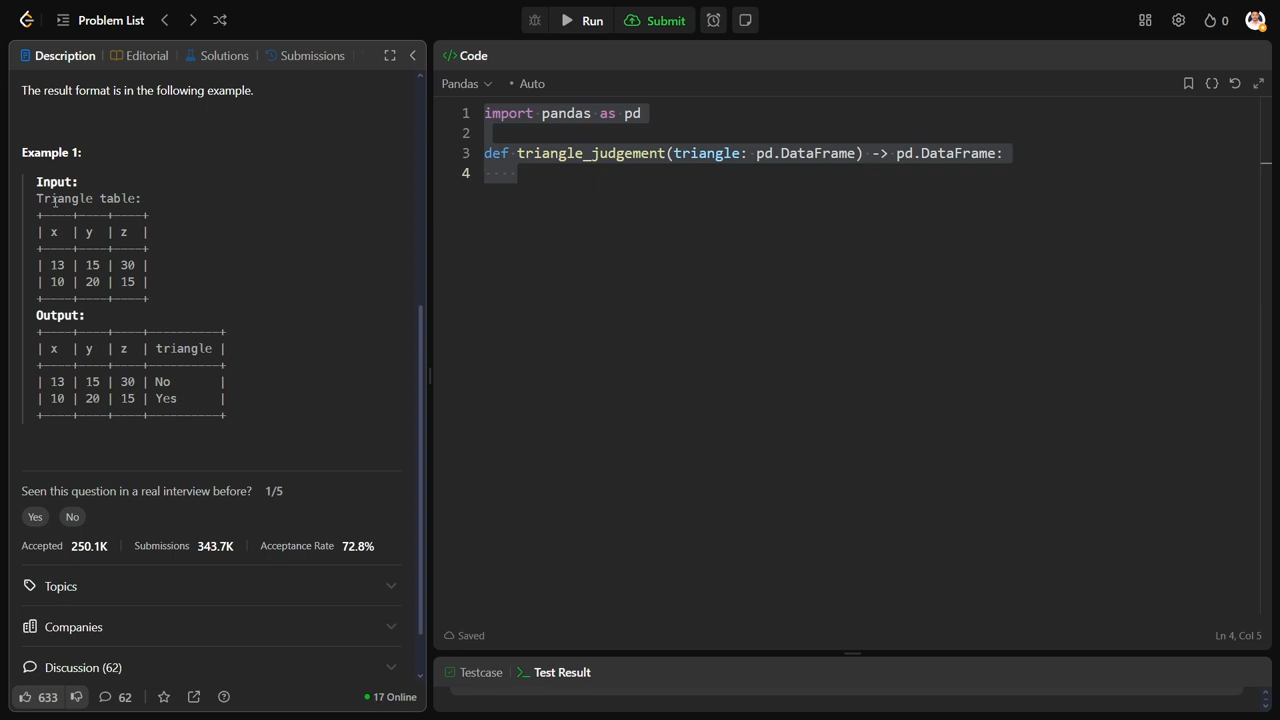 Problem List
Run
Submit
0
Description
Editorial
Solutions
Submissions
The result format is in the following example.
Example 1:
Input:
Triangle table:
+----+----+----+
| x  | y  | z  |
+----+----+----+
| 13 | 15 | 30 |
| 10 | 20 | 15 |
+----+----+----+
Output:
+----+----+----+----------+
| x  | y  | z  | triangle |
+----+----+----+----------+
| 13 | 15 | 30 | No       |
| 10 | 20 | 15 | Yes      |
+----+----+----+----------+
Seen this question in a real interview before? 1/5
Yes No
Accepted 250.1K Submissions 343.7K Acceptance Rate 72.8%
Topics
Companies
Discussion (62)
633 62 17 Online
</> Code
Pandas • Auto
1 import pandas as pd
2
3 def triangle_judgement(triangle: pd.DataFrame) -> pd.DataFrame:
4
Saved Ln 4, Col 5
Testcase >_ Test Result